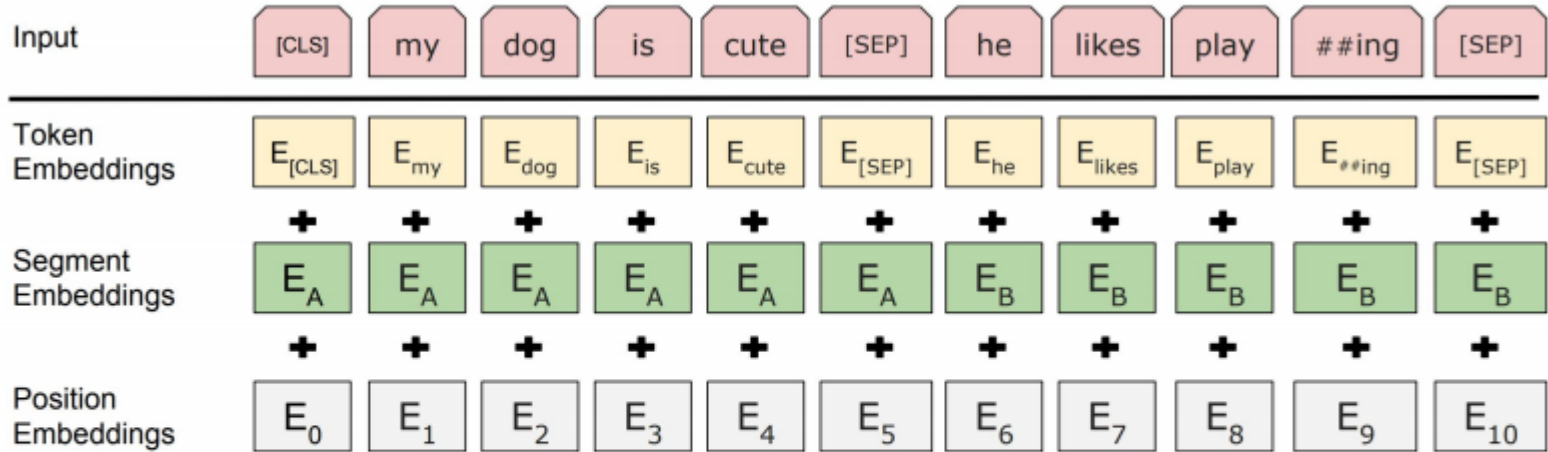 Input [CLS] my dog is cute [SEP] he likes play ##ing [SEP]
Token Embeddings E[CLS] Emy Edog Eis Ecute E[SEP] Ehe Elikes Eplay E##ing E[SEP]
+ + + + + + + + + + +
Segment Embeddings EA EA EA EA EA EA EB EB EB EB EB
+ + + + + + + + + + +
Position Embeddings E0 E1 E2 E3 E4 E5 E6 E7 E8 E9 E10